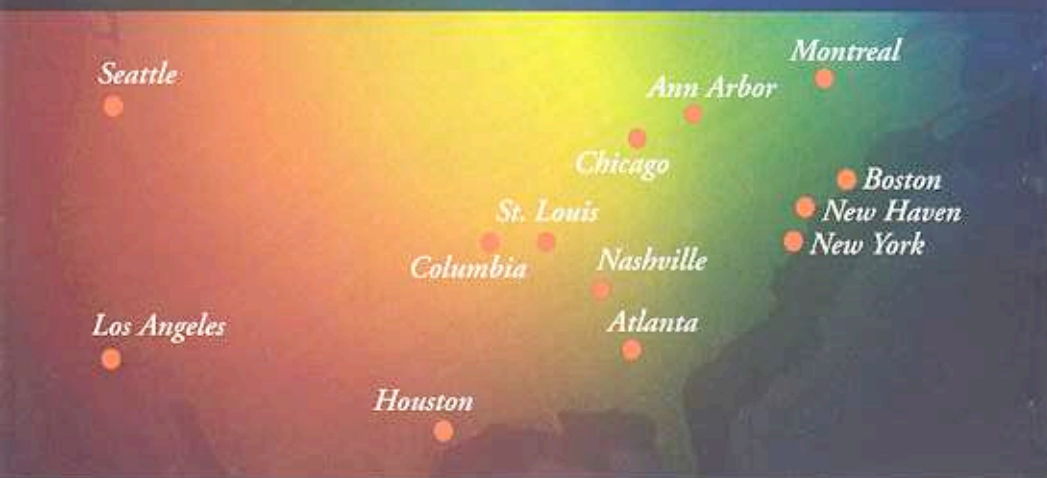 Montreal
Seattle
Ann Arbor
Chicago
Boston
St. Louis
New Haven
New York
Nashville
Columbia
Atlanta
Los Angeles
Houston